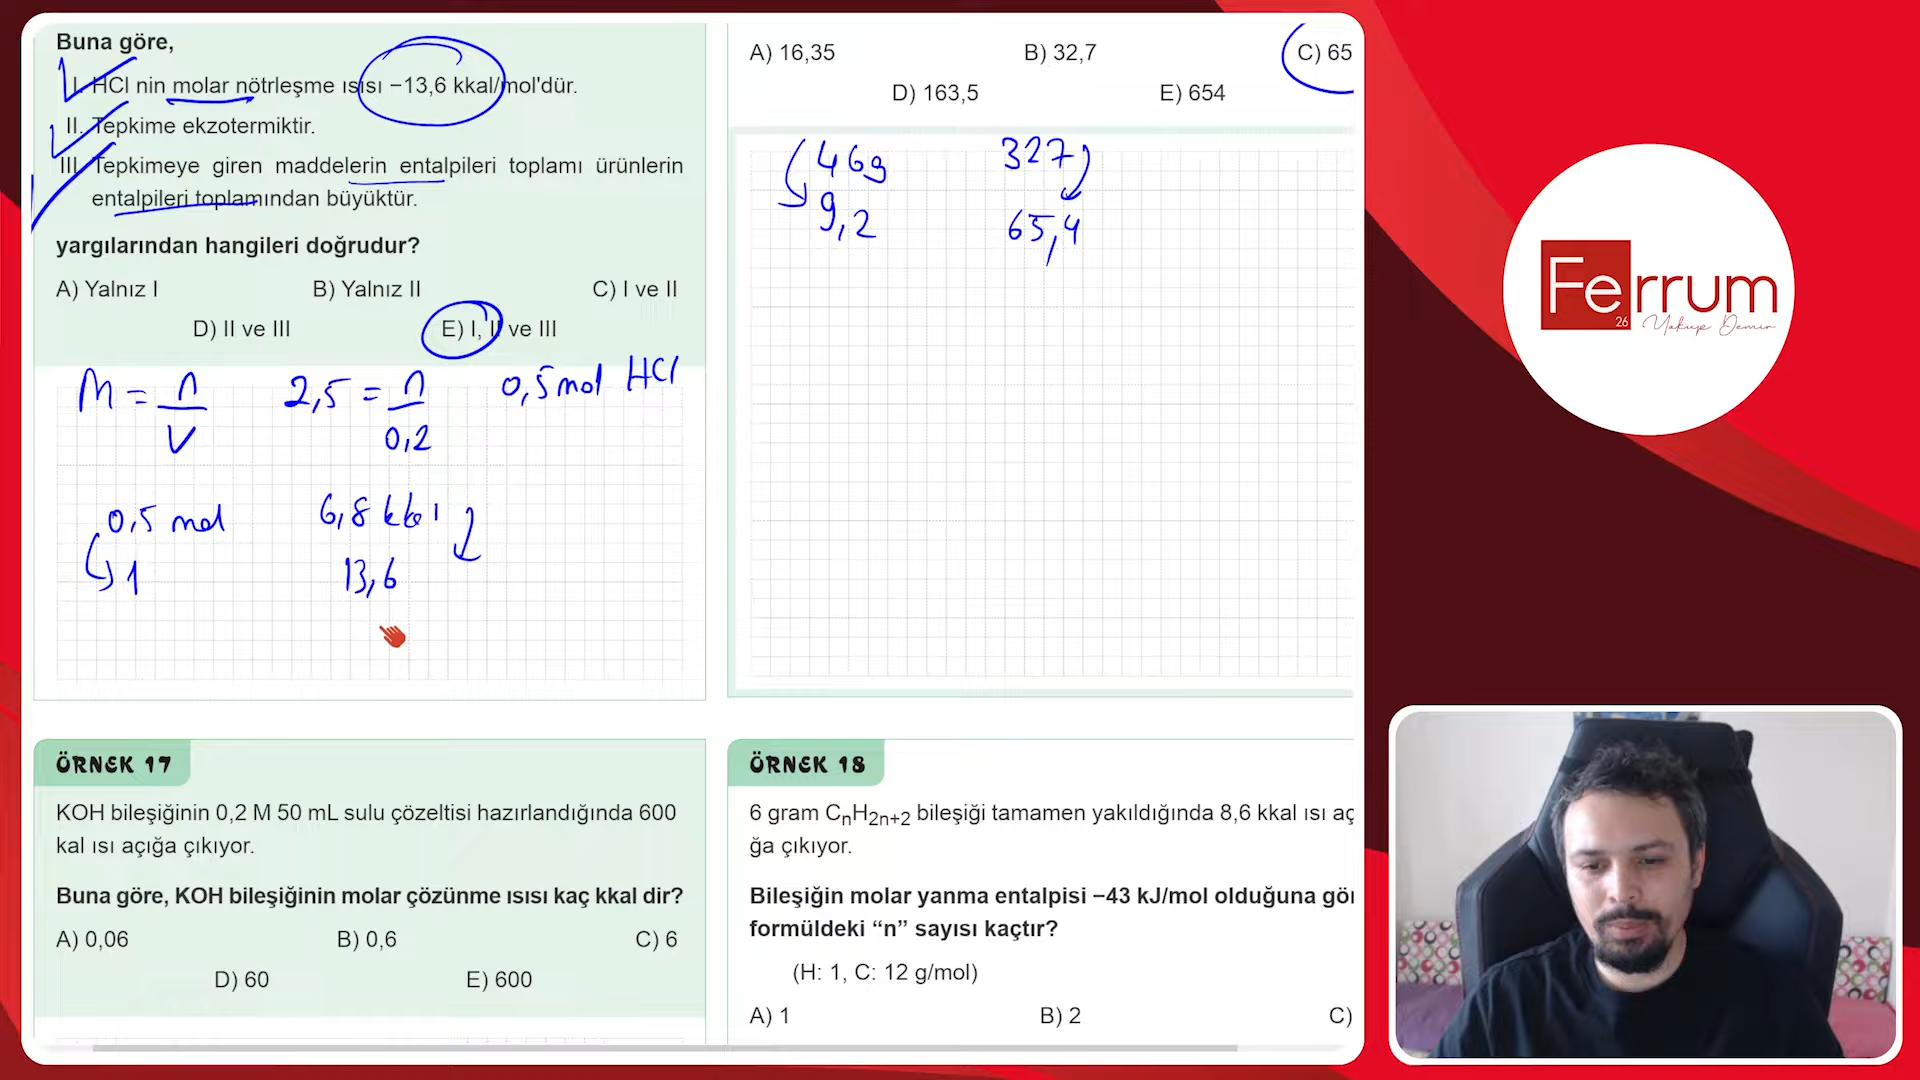 Buna göre,
I. HCl nin molar nötrleşme ısısı −13,6 kkal/mol'dür.
II. Tepkime ekzotermiktir.
III. Tepkimeye giren maddelerin entalpileri toplamı ürünlerin
entalpileri toplamından büyüktür.
yargılarından hangileri doğrudur?
A) Yalnız I B) Yalnız II C) I ve II
D) II ve III E) I, II ve III
M = n / V 2,5 = n / 0,2 0,5 mol HCl
0,5 mol 6,8 kkal
1 13,6
A) 16,35 B) 32,7 C) 65
D) 163,5 E) 654
46g 327
9,2 65,4
ÖRNEK 17
KOH bileşiğinin 0,2 M 50 mL sulu çözeltisi hazırlandığında 600
kal ısı açığa çıkıyor.
Buna göre, KOH bileşiğinin molar çözünme ısısı kaç kkal dir?
A) 0,06 B) 0,6 C) 6
D) 60 E) 600
ÖRNEK 18
6 gram CnH2n+2 bileşiği tamamen yakıldığında 8,6 kkal ısı aç
ğa çıkıyor.
Bileşiğin molar yanma entalpisi −43 kJ/mol olduğuna gör
formüldeki “n” sayısı kaçtır?
(H: 1, C: 12 g/mol)
A) 1 B) 2 C)
Ferrum
26 Yakup Demir